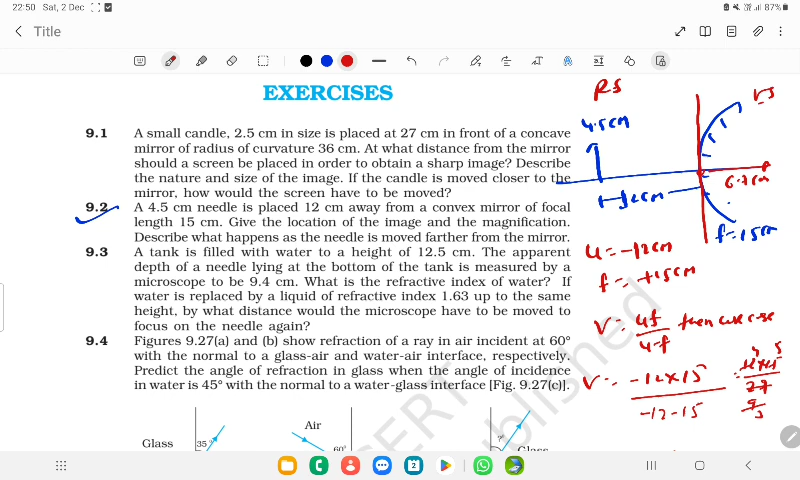 22:50 Sat, 2 Dec
87%
Title
EXERCISES
9.1 A small candle, 2.5 cm in size is placed at 27 cm in front of a concave
mirror of radius of curvature 36 cm. At what distance from the mirror
should a screen be placed in order to obtain a sharp image? Describe
the nature and size of the image. If the candle is moved closer to the
mirror, how would the screen have to be moved?
9.2 A 4.5 cm needle is placed 12 cm away from a convex mirror of focal
length 15 cm. Give the location of the image and the magnification.
Describe what happens as the needle is moved farther from the mirror.
9.3 A tank is filled with water to a height of 12.5 cm. The apparent
depth of a needle lying at the bottom of the tank is measured by a
microscope to be 9.4 cm. What is the refractive index of water? If
water is replaced by a liquid of refractive index 1.63 up to the same
height, by what distance would the microscope have to be moved to
focus on the needle again?
9.4 Figures 9.27(a) and (b) show refraction of a ray in air incident at 60°
with the normal to a glass-air and water-air interface, respectively.
Predict the angle of refraction in glass when the angle of incidence
in water is 45° with the normal to a water-glass interface [Fig. 9.27(c)].
Glass
35°
Air
60°
Glass
RS
VS
4.5cm
12cm
6.7cm
f=15cm
u=-12cm
f=+15cm
V= uf
u-f
V= -12×15
-12-15
27
9
3
2